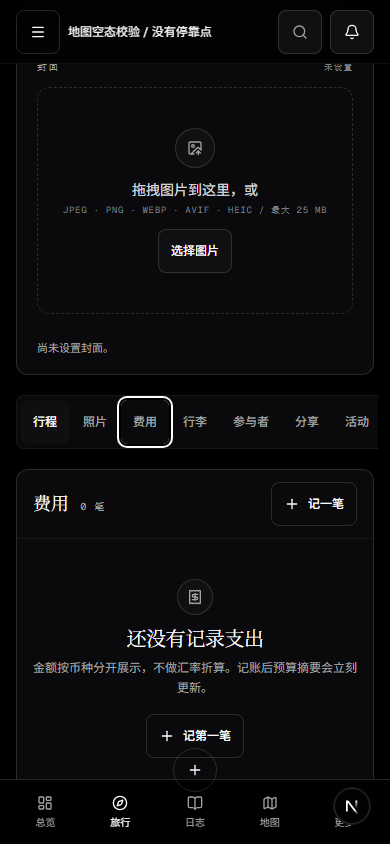 地图空态校验 / 没有停靠点
封面
未设置
拖拽图片到这里，或
JPEG · PNG · WEBP · AVIF · HEIC / 最大 25 MB
选择图片
尚未设置封面。
行程
照片
费用
行李
参与者
分享
活动
费用
0 笔
记一笔
还没有记录支出
金额按币种分开展示，不做汇率折算。记账后预算摘要会立刻
更新。
记第一笔
总览
旅行
日志
地图
N